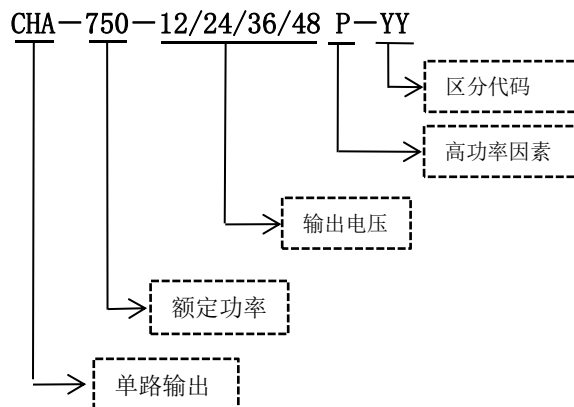 CHA-750-12/24/36/48 P-YY
区分代码
高功率因素
输出电压
额定功率
单路输出